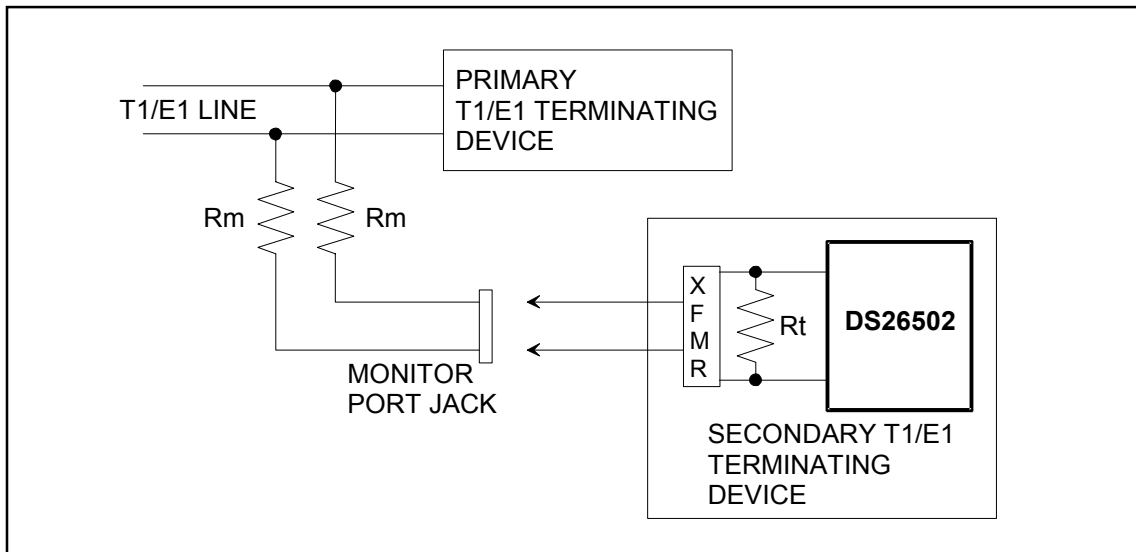 PRIMARY
T1/E1 TERMINATING
DEVICE
T1/E1 LINE
Rm
Rm
MONITOR
PORT JACK
X
F
M
R
Rt
DS26502
SECONDARY T1/E1
TERMINATING
DEVICE